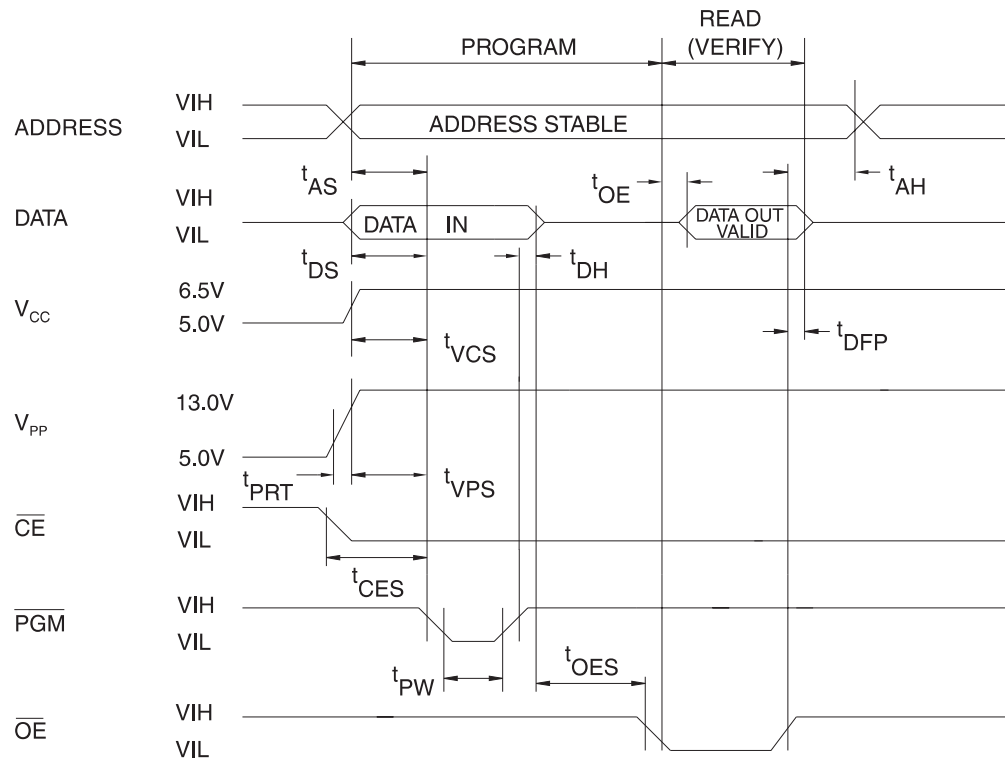 READ
PROGRAM (VERIFY)
ADDRESS VIH VIL ADDRESS STABLE
tAS tOE tAH
DATA VIH VIL DATA IN DATA OUT VALID
tDS tDH
VCC 6.5V 5.0V
tVCS tDFP
VPP 13.0V 5.0V
tPRT tVPS
CE VIH VIL
tCES
PGM VIH VIL
tPW tOES
OE VIH VIL